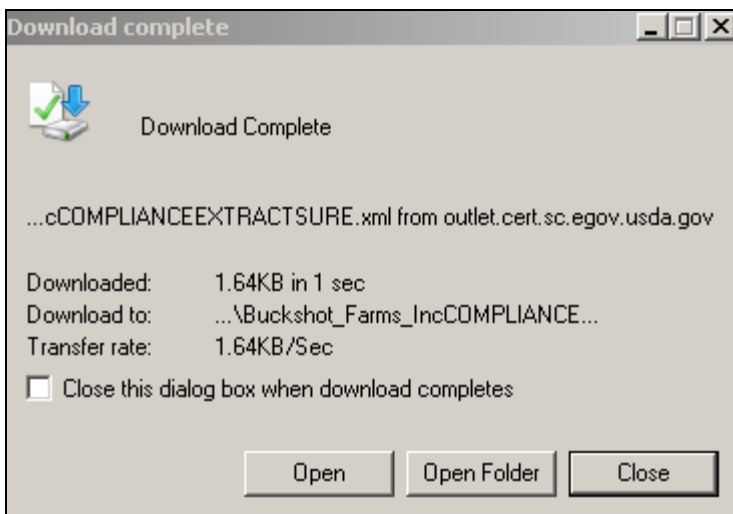 Download complete
Download Complete
...cCOMPLIANCEEXTRACTSURE.xml from outlet.cert.sc.egov.usda.gov
Downloaded: 1.64KB in 1 sec
Download to: ...\Buckshot_Farms_IncCOMPLIANCE...
Transfer rate: 1.64KB/Sec
Close this dialog box when download completes
Open Open Folder Close